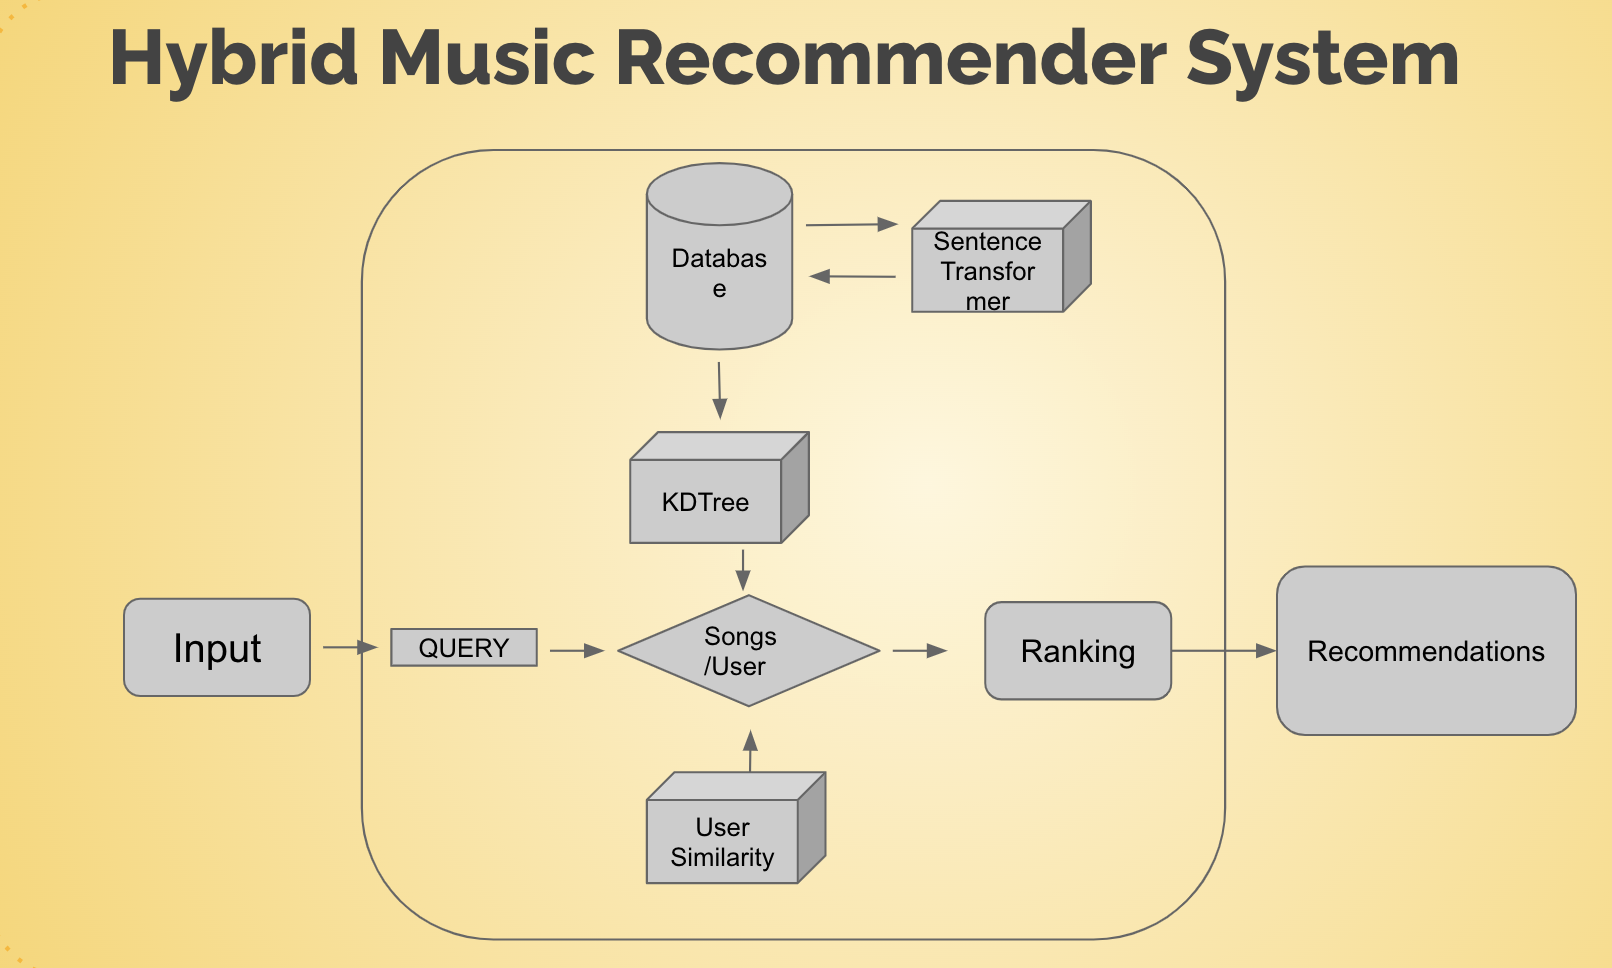 Hybrid Music Recommender System
Databas
e
Sentence
Transfor
mer
KDTree
Input
QUERY
Songs
/User
Ranking
Recommendations
User
Similarity